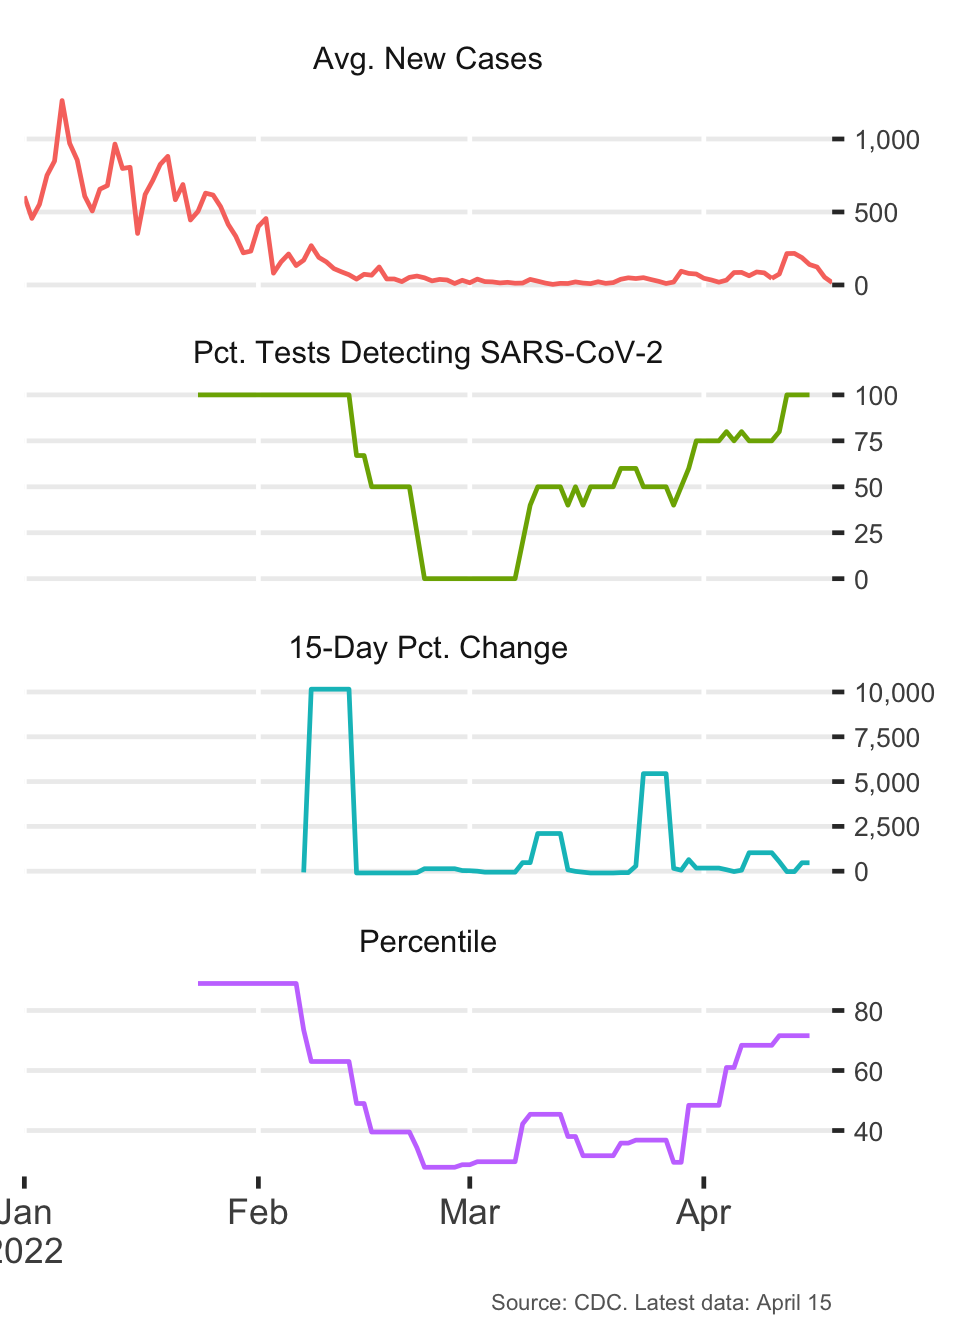 Avg. New Cases
1,000
500
0
Pct. Tests Detecting SARS-CoV-2
100
75
50
25
0
15-Day Pct. Change
10,000
7,500
5,000
2,500
0
Percentile
80
60
40
Jan Feb Mar Apr
2022
Source: CDC. Latest data: April 15